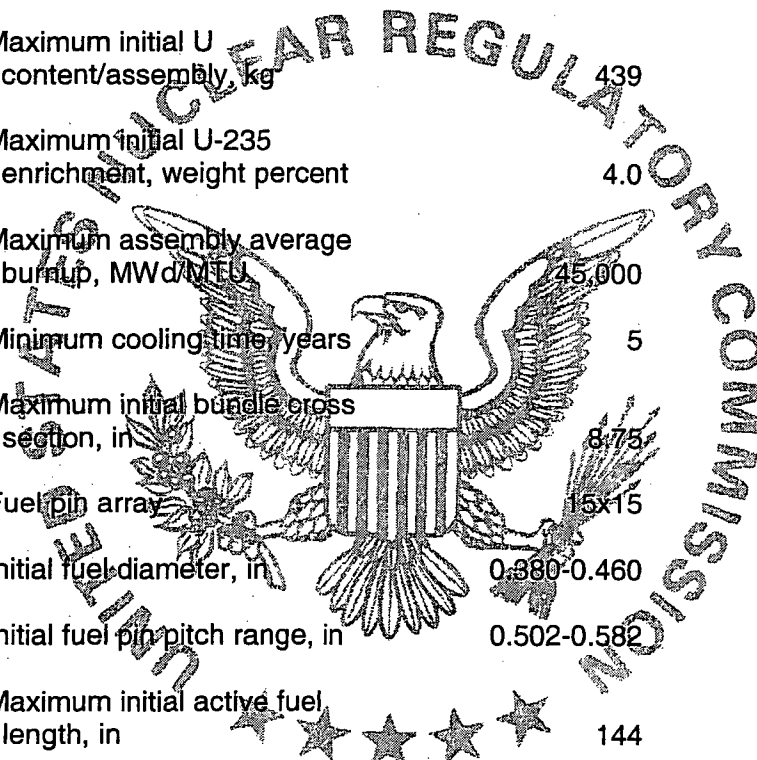 UNITED STATES NUCLEAR REGULATORY COMMISSION
Maximum initial U
content/assembly, kg 439
Maximum initial U-235
enrichment, weight percent 4.0
Maximum assembly average
burnup, MWd/MTU 45,000
Minimum cooling time, years 5
Maximum initial bundle cross
section, in 8.75
Fuel pin array 15x15
nitial fuel diameter, in 0.380-0.460
nitial fuel pin pitch range, in 0.502-0.582
Maximum initial active fuel
length, in 144